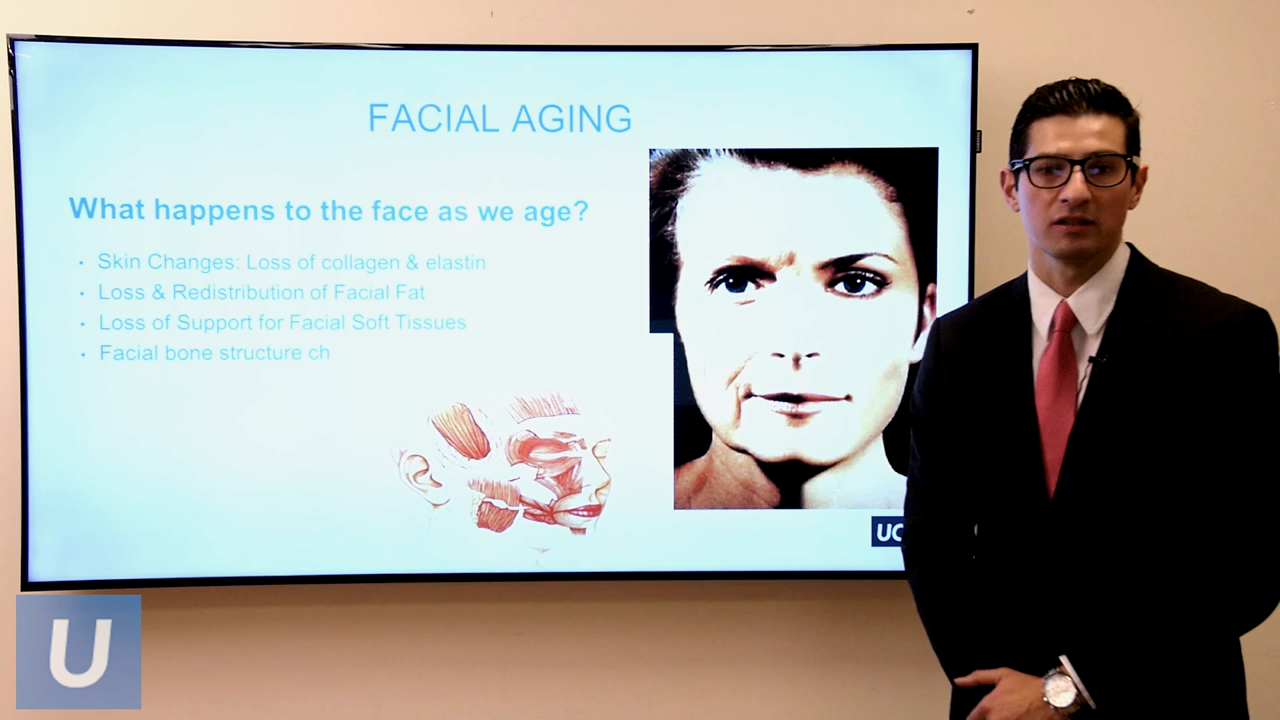 FACIAL AGING
What happens to the face as we age?
• Skin Changes: Loss of collagen & elastin
• Loss & Redistribution of Facial Fat
• Loss of Support for Facial Soft Tissues
• Facial bone structure ch
UC
U